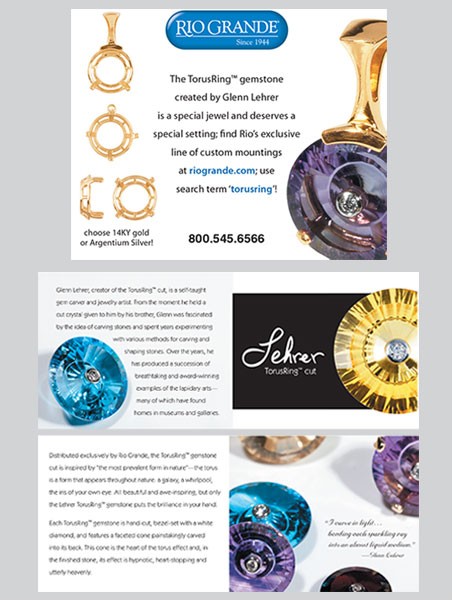 RIO GRANDE®
Since 1944
The TorusRing™ gemstone
created by Glenn Lehrer
is a special jewel and deserves a
special setting; find Rio's exclusive
line of custom mountings
at riogrande.com; use
search term 'torusring'!
choose 14KY gold
or Argentium Silver!
800.545.6566
Glenn Lehrer, creator of the TorusRing™ cut, is a self-taught
gem carver and jewelry artist. From the moment he held a
cut crystal given to him by his brother, Glenn was fascinated
by the idea of carving stones and spent years experimenting
with various methods for carving and
shaping stones. Over the years, he
has produced a succession of
breathtaking and award-winning
examples of the lapidary arts—
many of which have found
homes in museums and galleries.
Lehrer
TorusRing™ cut
Distributed exclusively by Rio Grande, the TorusRing™ gemstone
cut is inspired by "the most prevalent form in nature"—the torus
is a form that appears throughout nature: a galaxy, a whirlpool,
the iris of your own eye. All beautiful and awe-inspiring, but only
the Lehrer TorusRing™ gemstone puts the brilliance in your hand.
Each TorusRing™ gemstone is hand-cut, bezel-set with a white
diamond, and features a faceted cone painstakingly carved
into its back. This cone is the heart of the torus effect and, in
the finished stone, its effect is hypnotic, heart-stopping and
utterly heavenly.
"I carve in light…
bending each sparkling ray
into an almost liquid medium."
—Glenn Lehrer